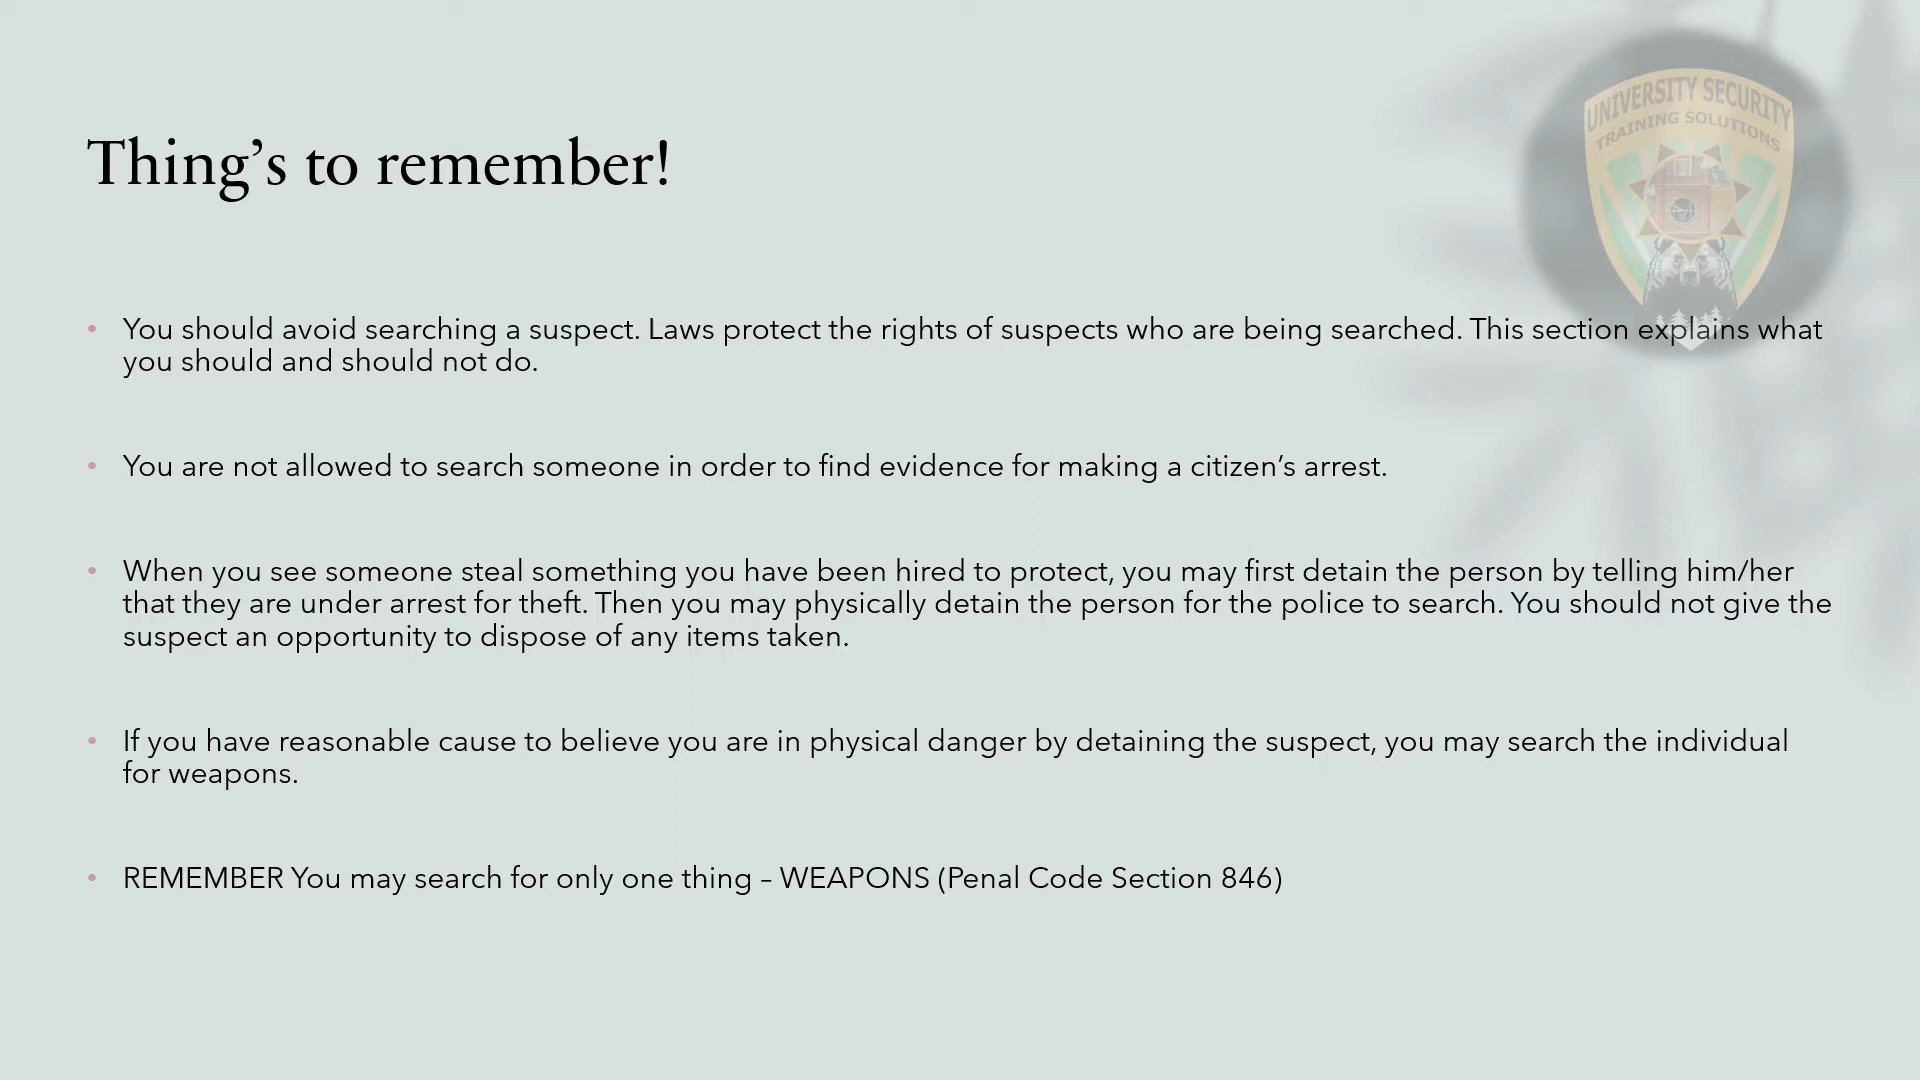 UNIVERSITY SECURITY
TRAINING SOLUTIONS
Thing’s to remember!
You should avoid searching a suspect. Laws protect the rights of suspects who are being searched. This section explains what
you should and should not do.
You are not allowed to search someone in order to find evidence for making a citizen’s arrest.
When you see someone steal something you have been hired to protect, you may first detain the person by telling him/her
that they are under arrest for theft. Then you may physically detain the person for the police to search. You should not give the
suspect an opportunity to dispose of any items taken.
If you have reasonable cause to believe you are in physical danger by detaining the suspect, you may search the individual
for weapons.
REMEMBER You may search for only one thing – WEAPONS (Penal Code Section 846)